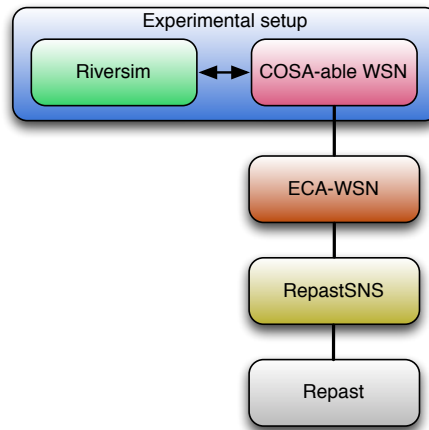 Experimental setup
Riversim
COSA-able WSN
ECA-WSN
RepastSNS
Repast